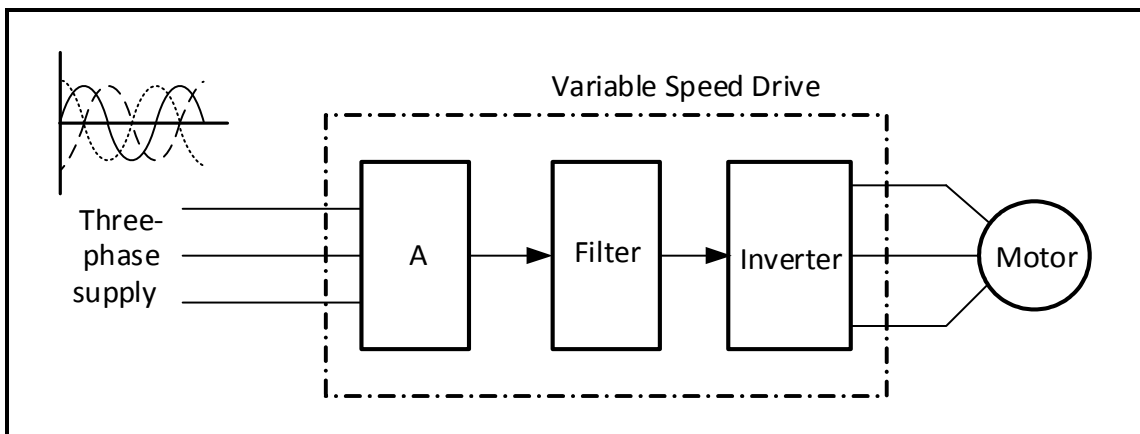 Variable Speed Drive
Three-
phase
supply
A
Filter
Inverter
Motor